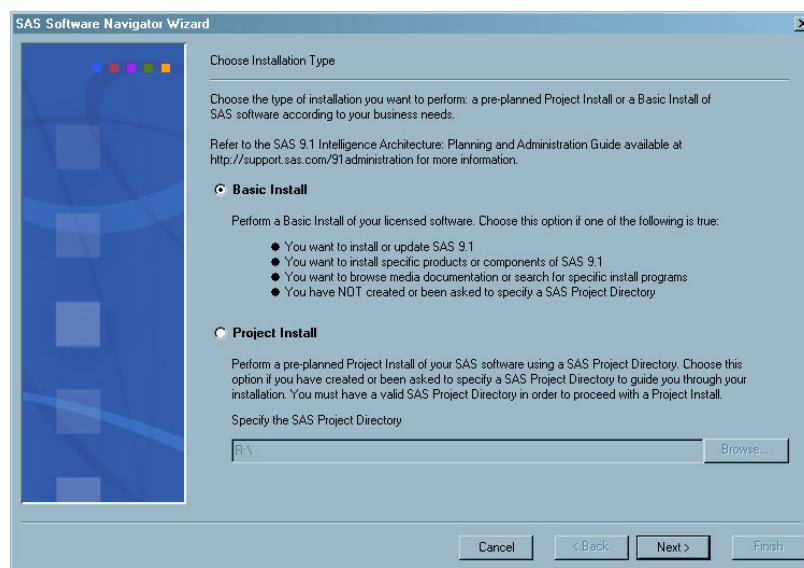 SAS Software Navigator Wizard
Choose Installation Type
Choose the type of installation you want to perform: a pre-planned Project Install or a Basic Install of
SAS software according to your business needs.
Refer to the SAS 9.1 Intelligence Architecture: Planning and Administration Guide available at
http://support.sas.com/91administration for more information.
Basic Install
Perform a Basic Install of your licensed software. Choose this option if one of the following is true:
● You want to install or update SAS 9.1
● You want to install specific products or components of SAS 9.1
● You want to browse media documentation or search for specific install programs
● You have NOT created or been asked to specify a SAS Project Directory
Project Install
Perform a pre-planned Project Install of your SAS software using a SAS Project Directory. Choose this
option if you have created or been asked to specify a SAS Project Directory to guide you through your
installation. You must have a valid SAS Project Directory in order to proceed with a Project Install.
Specify the SAS Project Directory
R:\
Browse...
Cancel
< Back
Next >
Finish